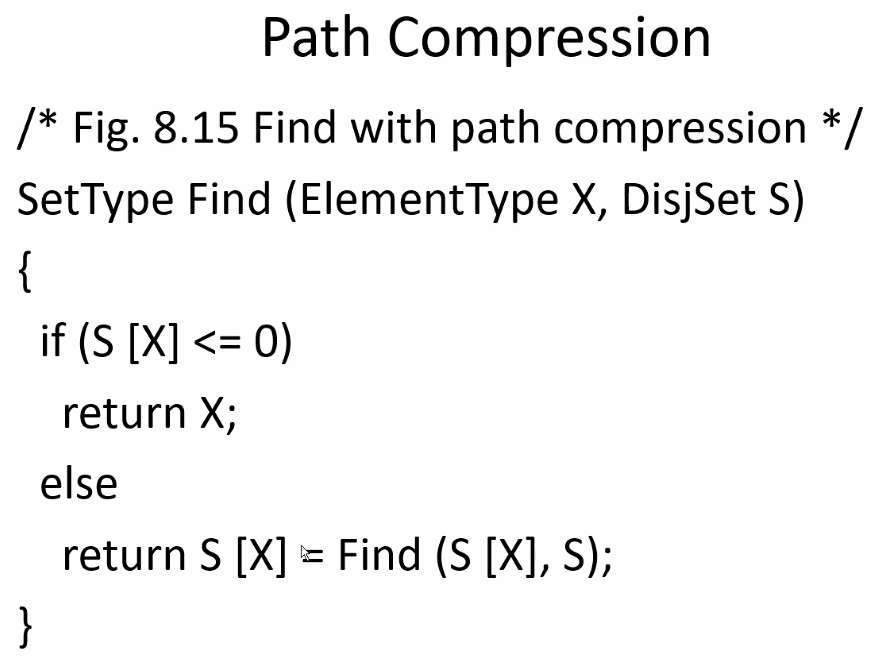 Path Compression
/* Fig. 8.15 Find with path compression */
SetType Find (ElementType X, DisjSet S)
{
if (S [X] <= 0)
return X;
else
return S [X] = Find (S [X], S);
}